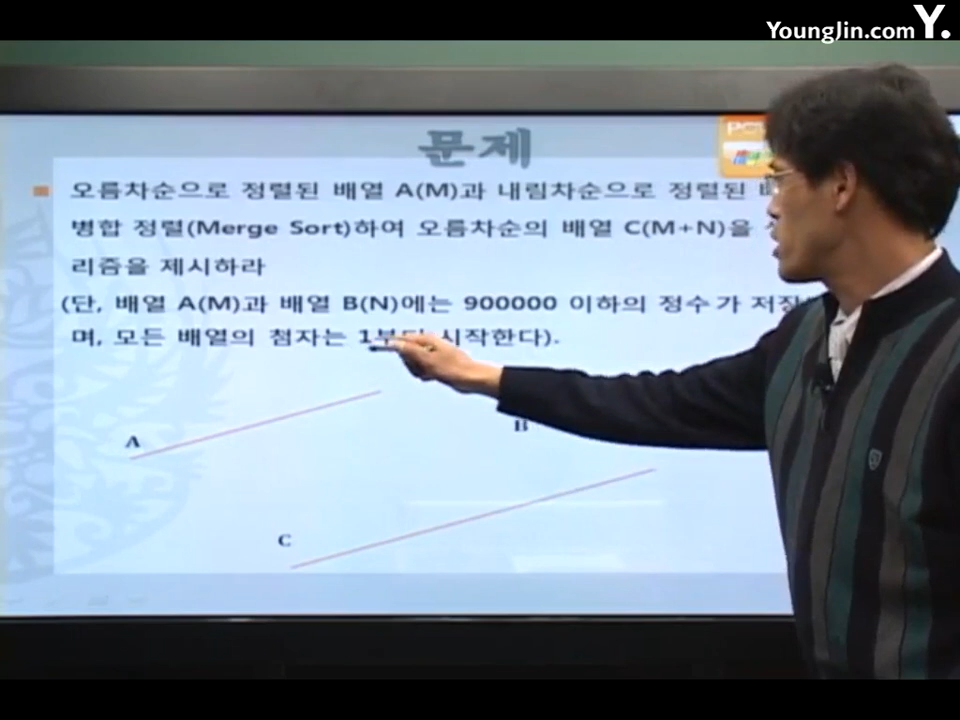 YoungJin.com Y.
문제
오름차순으로 정렬된 배열 A(M)과 내림차순으로 정렬된
병합 정렬(Merge Sort)하여 오름차순의 배열 C(M+N)을
리즘을 제시하라
(단, 배열 A(M)과 배열 B(N)에는 900000 이하의 정수가
며, 모든 배열의 첨자는 1부터 시작한다).
A
B
C